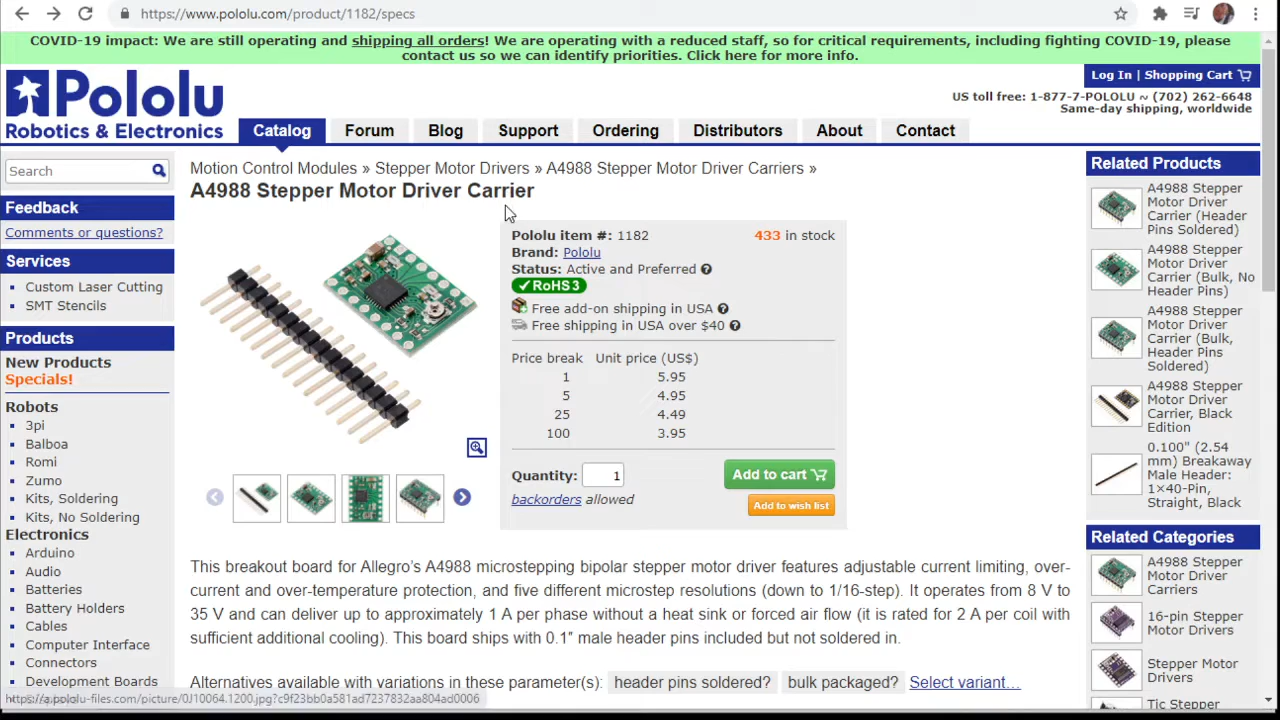 https://www.pololu.com/product/1182/specs
COVID-19 impact: We are still operating and shipping all orders! We are operating with a reduced staff, so for critical requirements, including fighting COVID-19, please
contact us so we can identify priorities. Click here for more info.
Pololu
Robotics & Electronics
Log In | Shopping Cart
US toll free: 1-877-7-POLOLU ~ (702) 262-6648
Same-day shipping, worldwide
Catalog
Forum
Blog
Support
Ordering
Distributors
About
Contact
Search
Feedback
Comments or questions?
Services
Custom Laser Cutting
SMT Stencils
Products
New Products
Specials!
Robots
3pi
Balboa
Romi
Zumo
Kits, Soldering
Kits, No Soldering
Electronics
Arduino
Audio
Batteries
Battery Holders
Cables
Computer Interface
Connectors
Development Boards
Motion Control Modules » Stepper Motor Drivers » A4988 Stepper Motor Driver Carriers »
A4988 Stepper Motor Driver Carrier
Pololu item #: 1182
433 in stock
Brand: Pololu
Status: Active and Preferred
✓RoHS 3
Free add-on shipping in USA
Free shipping in USA over $40
Price break Unit price (US$)
1 5.95
5 4.95
25 4.49
100 3.95
Quantity: 1
Add to cart
backorders allowed
Add to wish list
This breakout board for Allegro’s A4988 microstepping bipolar stepper motor driver features adjustable current limiting, over-
current and over-temperature protection, and five different microstep resolutions (down to 1/16-step). It operates from 8 V to
35 V and can deliver up to approximately 1 A per phase without a heat sink or forced air flow (it is rated for 2 A per coil with
sufficient additional cooling). This board ships with 0.1″ male header pins included but not soldered in.
Alternatives available with variations in these parameter(s): header pins soldered? bulk packaged? Select variant…
Related Products
A4988 Stepper
Motor Driver
Carrier (Header
Pins Soldered)
A4988 Stepper
Motor Driver
Carrier (Bulk, No
Header Pins)
A4988 Stepper
Motor Driver
Carrier (Bulk,
Header Pins
Soldered)
A4988 Stepper
Motor Driver
Carrier, Black
Edition
0.100" (2.54
mm) Breakaway
Male Header:
1×40-Pin,
Straight, Black
Related Categories
A4988 Stepper
Motor Driver
Carriers
16-pin Stepper
Motor Drivers
Stepper Motor
Drivers
Tic Stepper